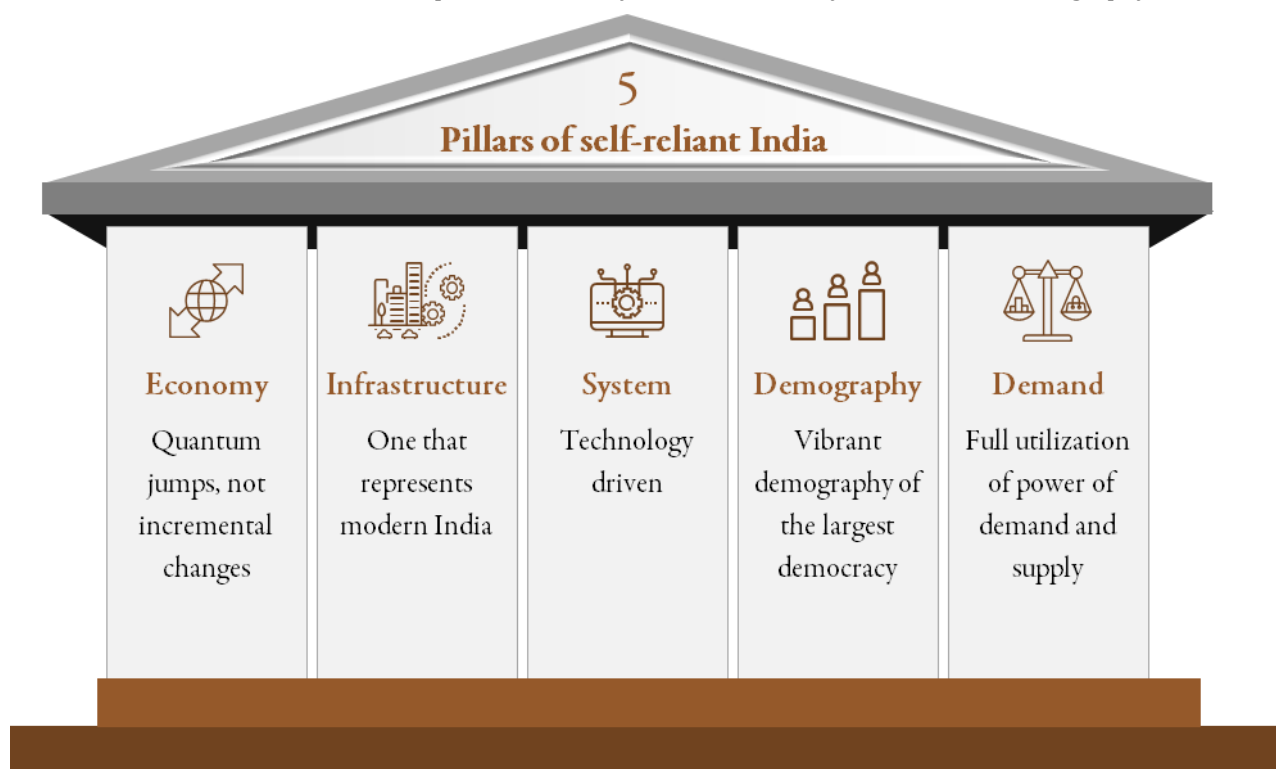 5
Pillars of self-reliant India
Economy
Quantum
jumps, not
incremental
changes
Infrastructure
One that
represents
modern India
System
Technology
driven
Demography
Vibrant
demography of
the largest
democracy
Demand
Full utilization
of power of
demand and
supply